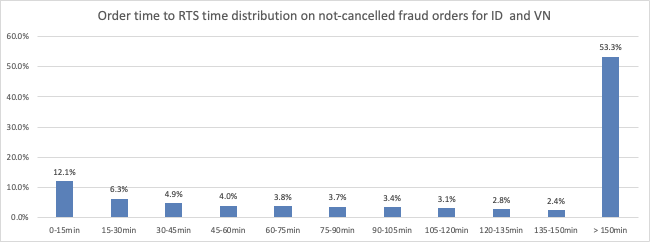 Order time to RTS time distribution on not-cancelled fraud orders for ID  and VN
60.0%
50.0%
40.0%
30.0%
20.0%
10.0%
0.0%
12.1%
6.3%
4.9%
4.0%
3.8%
3.7%
3.4%
3.1%
2.8%
2.4%
53.3%
0-15min
15-30min
30-45min
45-60min
60-75min
75-90min
90-105min
105-120min
120-135min
135-150min
> 150min